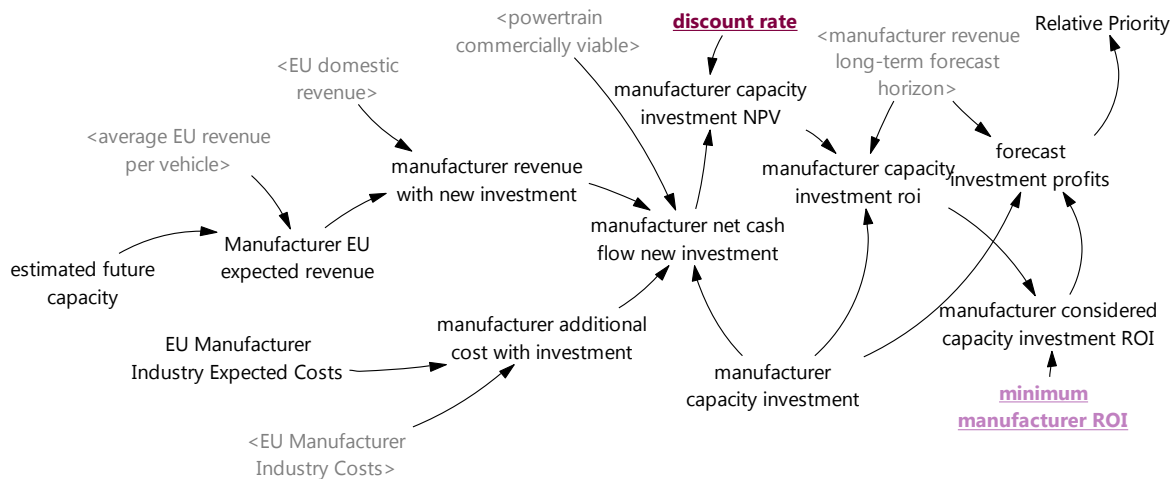 <powertrain
commercially viable>
discount rate
<manufacturer revenue
long-term forecast
horizon>
Relative Priority
<EU domestic
revenue>
manufacturer capacity
investment NPV
<average EU revenue
per vehicle>
manufacturer revenue
with new investment
manufacturer capacity
investment roi
forecast
investment profits
Manufacturer EU
expected revenue
manufacturer net cash
flow new investment
estimated future
capacity
EU Manufacturer
Industry Expected Costs
manufacturer additional
cost with investment
manufacturer
capacity investment
manufacturer considered
capacity investment ROI
minimum
manufacturer ROI
<EU Manufacturer
Industry Costs>